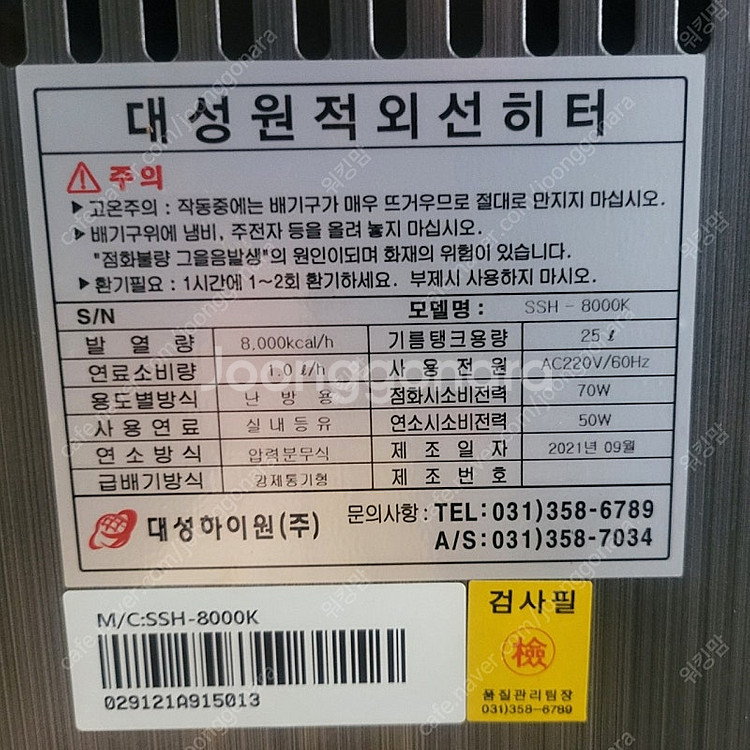 대성원적외선히터
주의
▶고온주의 : 작동중에는 배기구가 매우 뜨거우므로 절대로 만지지 마십시오.
▶배기구위에 냄비, 주전자 등을 올려 놓지 마십시오.
"점화불량 그을음발생"의 원인이되며 화재의 위험이 있습니다.
▶환기필요 : 1시간에 1~2회 환기하세요. 부제시 사용하지 마시오.
S/N 모델명 : SSH - 8000K
발 열 량 8,000kcal/h 기름탱크용량 25ℓ
연료소비량 1.0ℓ/h 사 용 전 원 AC220V/60Hz
용도별방식 난 방 용 점화시소비전력 70W
사 용 연 료 실 내 등 유 연소시소비전력 50W
연 소 방 식 압력분무식 제 조 일 자 2021년 09월
급배기방식 강제통기형 제 조 번 호
대성하이원(주) 문의사항 : TEL:031)358-6789
A/S:031)358-7034
M/C:SSH-8000K
029121A915013
검사필
檢
품질관리팀장
031)358-6789
Joonggonara
cafe.naver.com/joonggonara
워킹맘